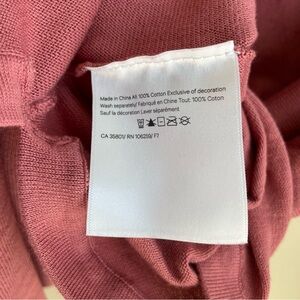 Made in China All 100% Cotton Exclusive of decoration
Wash separately/ Fabriqué en Chine Tout: 100% Coton
Sauf la décoration Laver séparément
CA 35801/ RN 106259/ F7